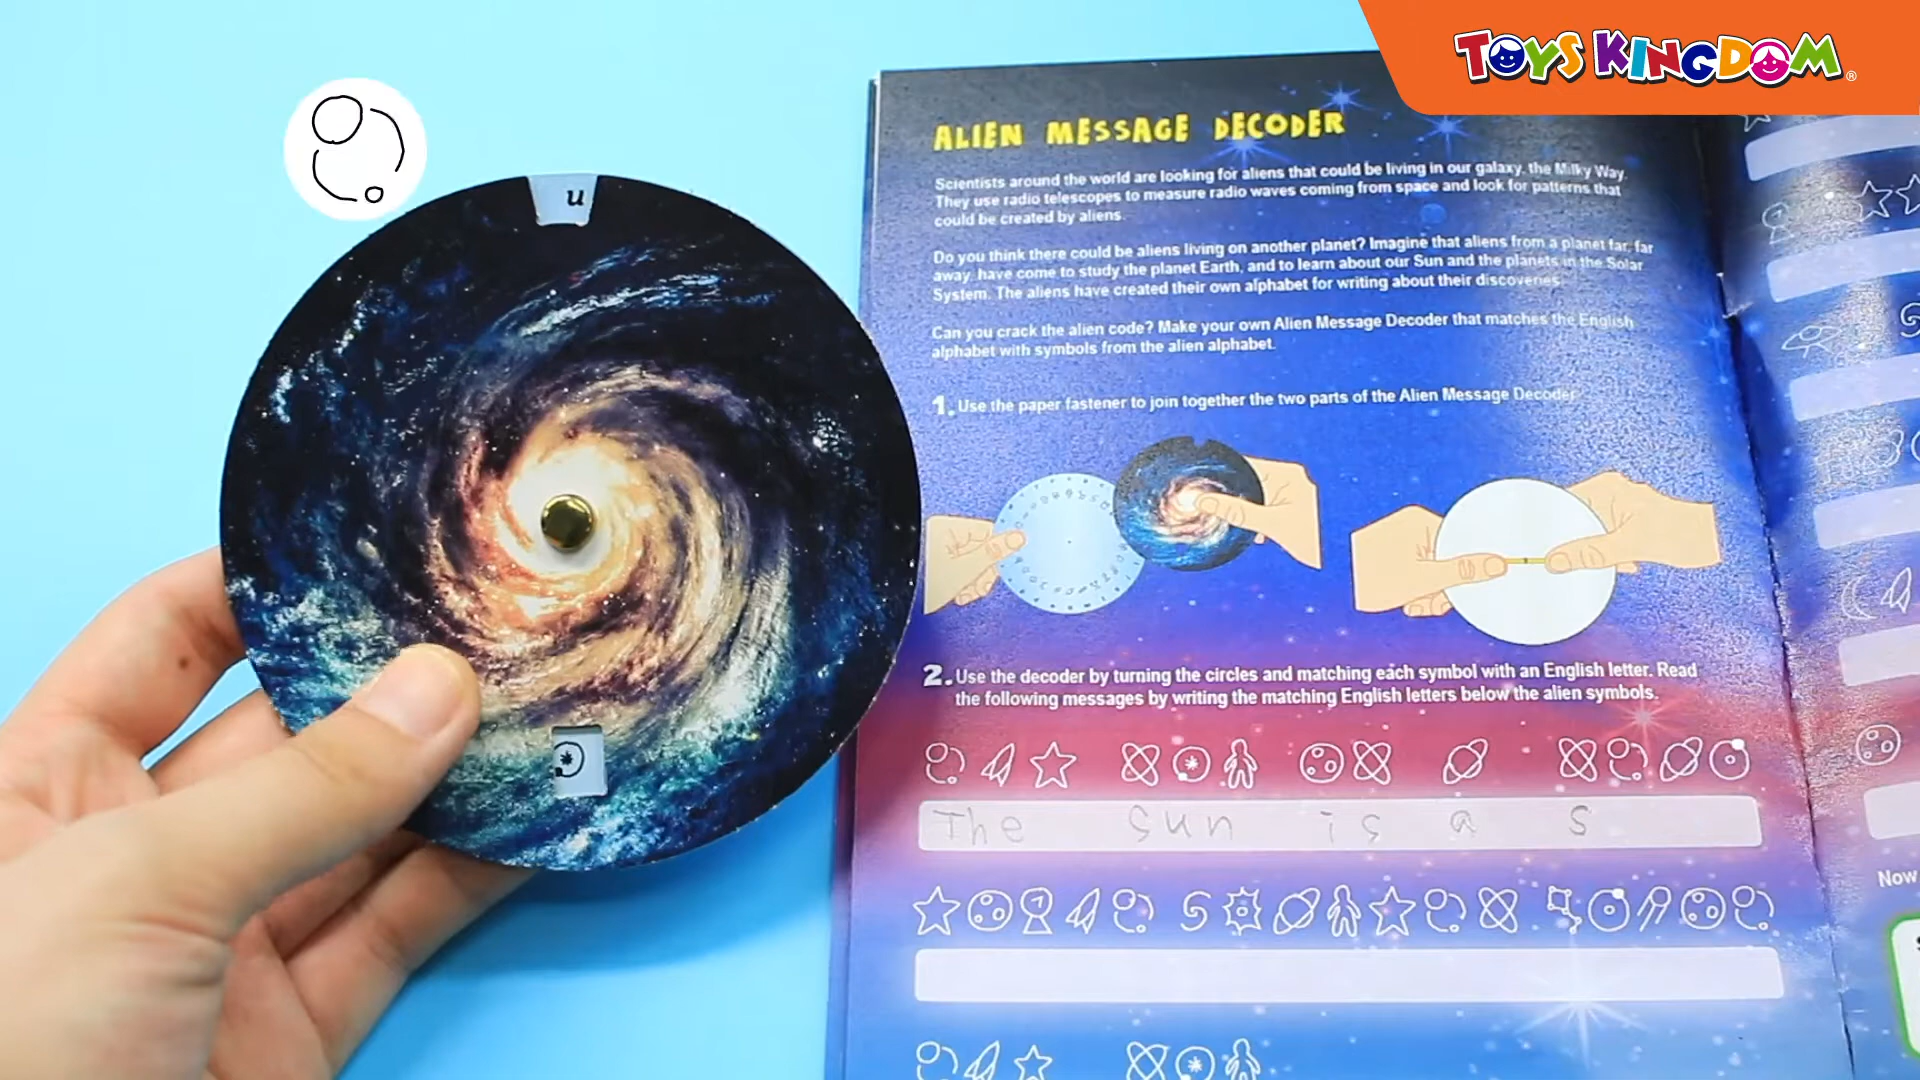 TOYS KINGDOM®
u
ALIEN MESSAGE DECODER
Scientists around the world are looking for aliens that could be living in our galaxy, the Milky Way.
They use radio telescopes to measure radio waves coming from space and look for patterns that
could be created by aliens.
Do you think there could be aliens living on another planet? Imagine that aliens from a planet far, far
away, have come to study the planet Earth, and to learn about our Sun and the planets in the Solar
System. The aliens have created their own alphabet for writing about their discoveries.
Can you crack the alien code? Make your own Alien Message Decoder that matches the English
alphabet with symbols from the alien alphabet.
1. Use the paper fastener to join together the two parts of the Alien Message Decoder
2. Use the decoder by turning the circles and matching each symbol with an English letter. Read
the following messages by writing the matching English letters below the alien symbols.
The sun is a s
Now